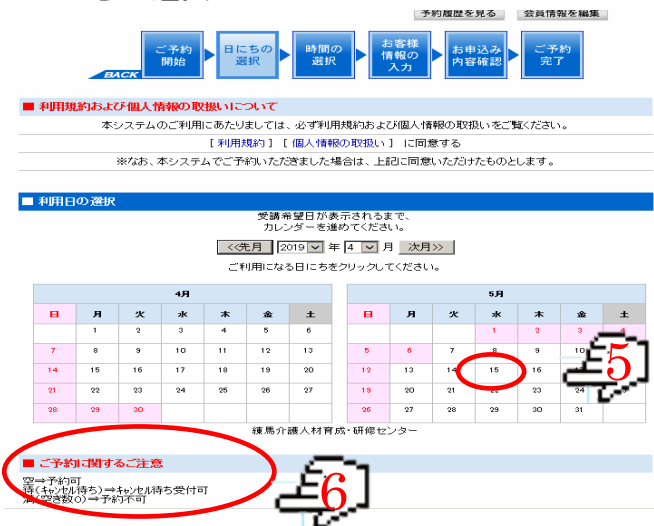 予約履歴を見る 会員情報を編集
ご予約 開始 日にちの 選択 時間の 選択 お客様 情報の 入力 お申込み 内容確認 ご予約 完了
BACK
■ 利用規約および個人情報の取扱いについて
本システムのご利用にあたりましては、必ず利用規約および個人情報の取扱いをご覧ください。
[ 利用規約 ] [ 個人情報の取扱い ] に同意する
※なお、本システムでご予約いただきました場合は、上記に同意いただけたものとします。
■ 利用日の選択
受講希望日が表示されるまで、
カレンダーを進めてください。
<<先月 2019 年 4 月 次月>>
ご利用になる日にちをクリックしてください。
4月
日 月 火 水 木 金 土
1 2 3 4 5 6
7 8 9 10 11 12 13
14 15 16 17 18 19 20
21 22 23 24 25 26 27
28 29 30
5月
日 月 火 水 木 金 土
1 2 3 4
5 6 7 8 9 10
12 13 14 15 16
19 20 21 22 23 24
26 27 28 29 30 31
5
練馬介護人材育成・研修センター
■ ご予約に関するご注意
空⇒予約可
待(キャンセル待ち)⇒キャンセル待ち受付可
満(空き数0)⇒予約不可
6